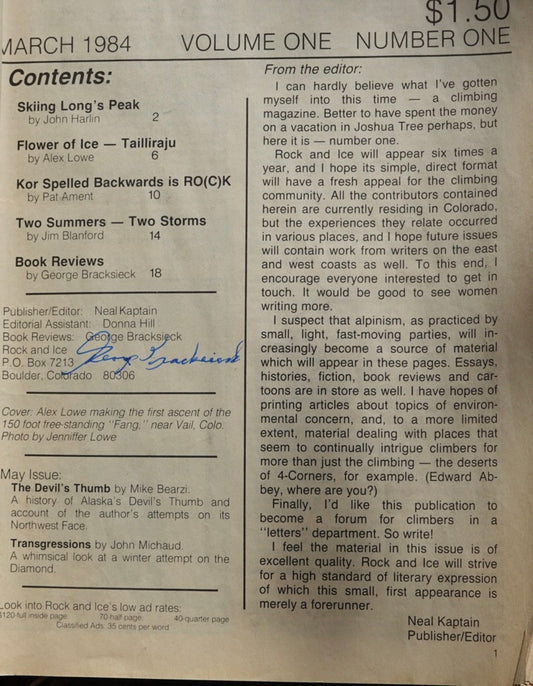 $1.50
MARCH 1984 VOLUME ONE NUMBER ONE
Contents:
Skiing Long's Peak
by John Harlin 2
Flower of Ice — Tailliraju
by Alex Lowe 6
Kor Spelled Backwards is RO(C)K
by Pat Ament 10
Two Summers — Two Storms
by Jim Blanford 14
Book Reviews
by George Bracksieck 18
Publisher/Editor: Neal Kaptain
Editorial Assistant: Donna Hill
Book Reviews: George Bracksieck
Rock and Ice
P.O. Box 7213
Boulder, Colorado 80306
George Bracksieck
Cover: Alex Lowe making the first ascent of the
150 foot free-standing "Fang," near Vail, Colo.
Photo by Jenniffer Lowe
May Issue:
The Devil's Thumb by Mike Bearzi.
A history of Alaska's Devil's Thumb and
account of the author's attempts on its
Northwest Face.
Transgressions by John Michaud.
A whimsical look at a winter attempt on the
Diamond.
Look into Rock and Ice's low ad rates:
$120-full inside page 70-half page 40-quarter page
Classified Ads: 35 cents per word
From the editor:
I can hardly believe what I've gotten
myself into this time — a climbing
magazine. Better to have spent the money
on a vacation in Joshua Tree perhaps, but
here it is — number one.
Rock and Ice will appear six times a
year, and I hope its simple, direct format
will have a fresh appeal for the climbing
community. All the contributors contained
herein are currently residing in Colorado,
but the experiences they relate occurred
in various places, and I hope future issues
will contain work from writers on the east
and west coasts as well. To this end, I
encourage everyone interested to get in
touch. It would be good to see women
writing more.
I suspect that alpinism, as practiced by
small, light, fast-moving parties, will in-
creasingly become a source of material
which will appear in these pages. Essays,
histories, fiction, book reviews and car-
toons are in store as well. I have hopes of
printing articles about topics of environ-
mental concern, and, to a more limited
extent, material dealing with places that
seem to continually intrigue climbers for
more than just the climbing — the deserts
of 4-Corners, for example. (Edward Ab-
bey, where are you?)
Finally, I'd like this publication to
become a forum for climbers in a
"letters" department. So write!
I feel the material in this issue is of
excellent quality. Rock and Ice will strive
for a high standard of literary expression
of which this small, first appearance is
merely a forerunner.
Neal Kaptain
Publisher/Editor
1